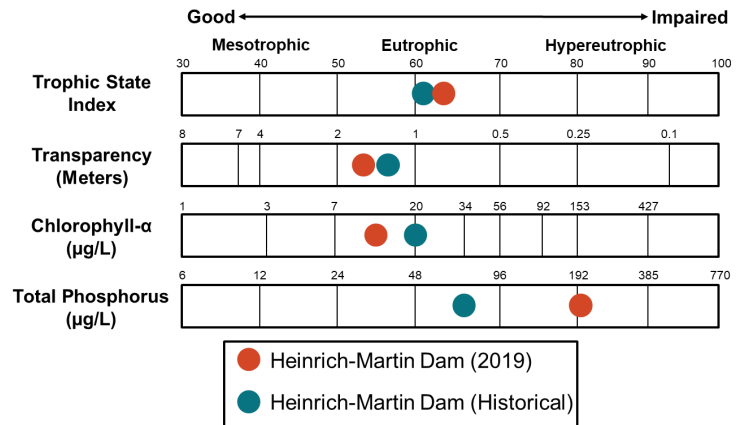 Good Impaired
Mesotrophic Eutrophic Hypereutrophic
30 40 50 60 70 80 90 100
Trophic State
Index
8 7 4 2 1 0.5 0.25 0.1
Transparency
(Meters)
1 3 7 20 34 56 92 153 427
Chlorophyll-α
(µg/L)
6 12 24 48 96 192 385 770
Total Phosphorus
(µg/L)
Heinrich-Martin Dam (2019)
Heinrich-Martin Dam (Historical)